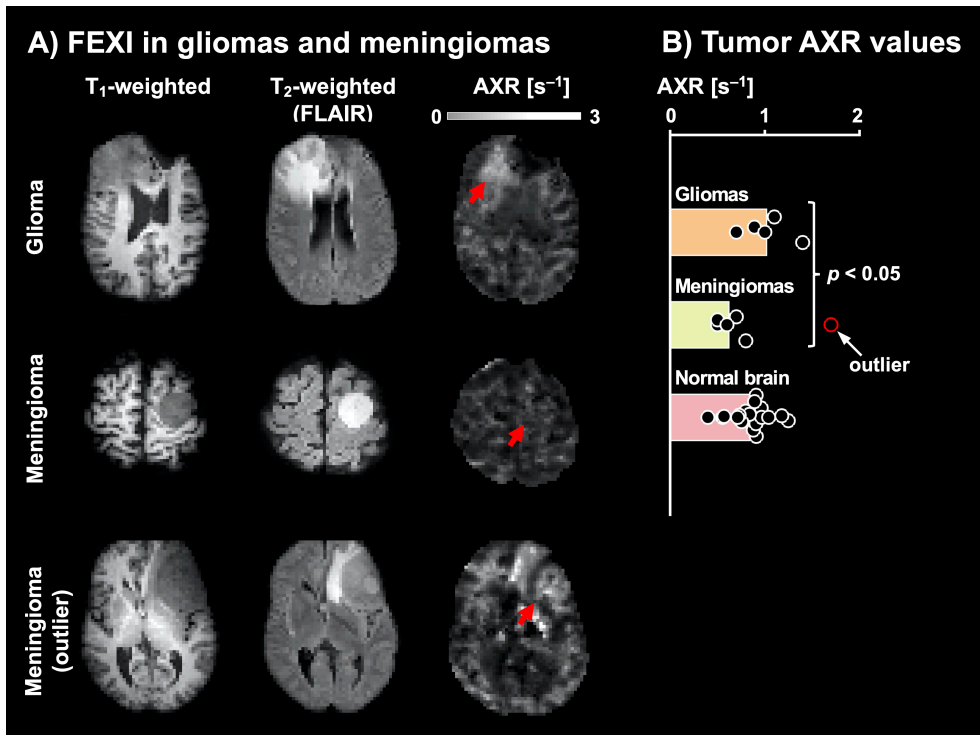 A) FEXI in gliomas and meningiomas
B) Tumor AXR values
T₁-weighted
T₂-weighted
(FLAIR)
AXR [s⁻¹]
0
3
Glioma
Meningioma
Meningioma
(outlier)
AXR [s⁻¹]
0
1
2
Gliomas
Meningiomas
Normal brain
p < 0.05
outlier